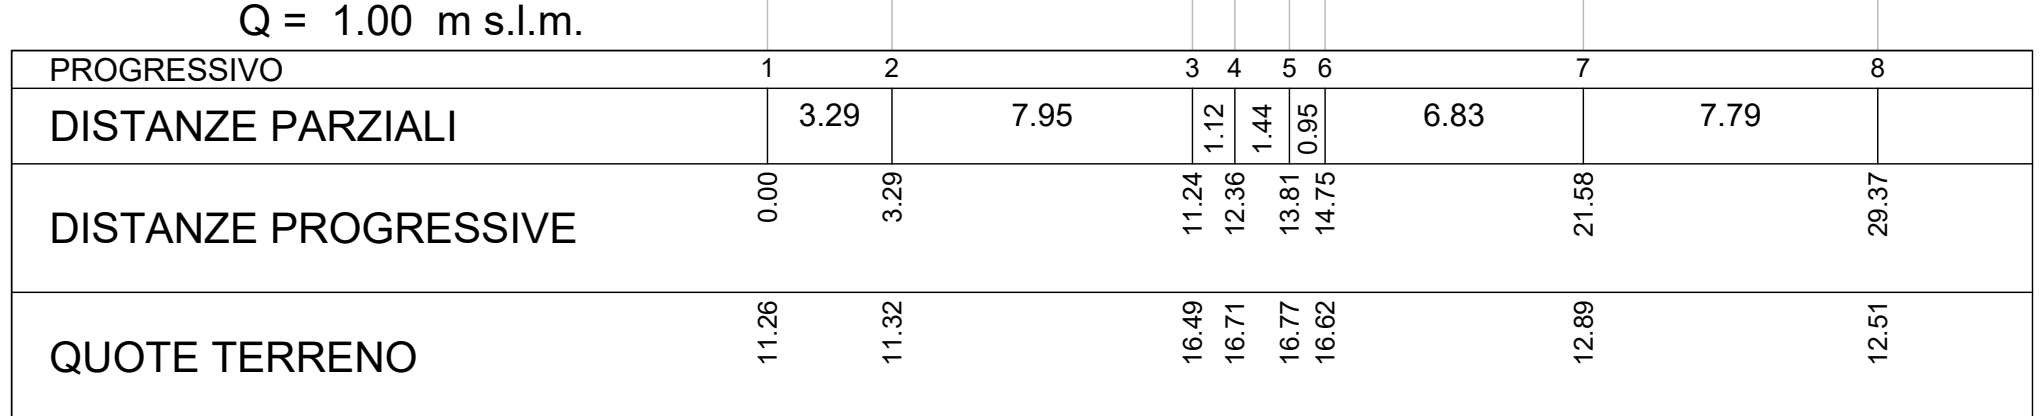 Q = 1.00 m s.l.m.
PROGRESSIVO 1 2 3 4 5 6 7 8
DISTANZE PARZIALI 3.29 7.95 1.12 1.44 0.95 6.83 7.79
DISTANZE PROGRESSIVE 0.00 3.29 11.24 12.36 13.81 14.75 21.58 29.37
QUOTE TERRENO 11.26 11.32 16.49 16.71 16.77 16.62 12.89 12.51